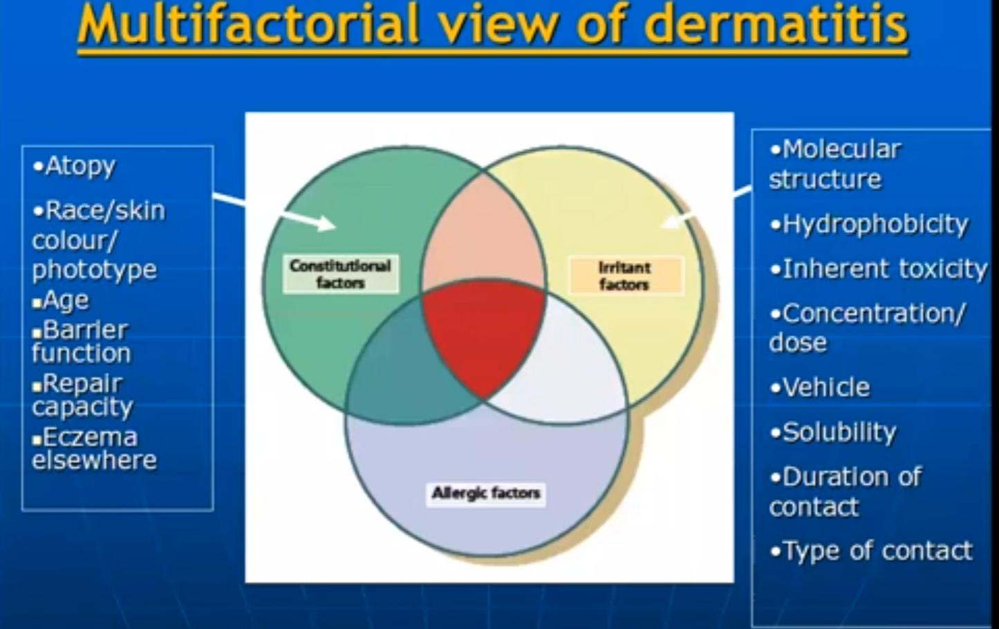 Multifactorial view of dermatitis
•Atopy
•Race/skin
colour/
phototype
▪Age
▪Barrier
function
▪Repair
capacity
▪Eczema
elsewhere
Constitutional
factors
Irritant
factors
Allergic factors
•Molecular
structure
•Hydrophobicity
•Inherent toxicity
•Concentration/
dose
•Vehicle
•Solubility
•Duration of
contact
•Type of contact